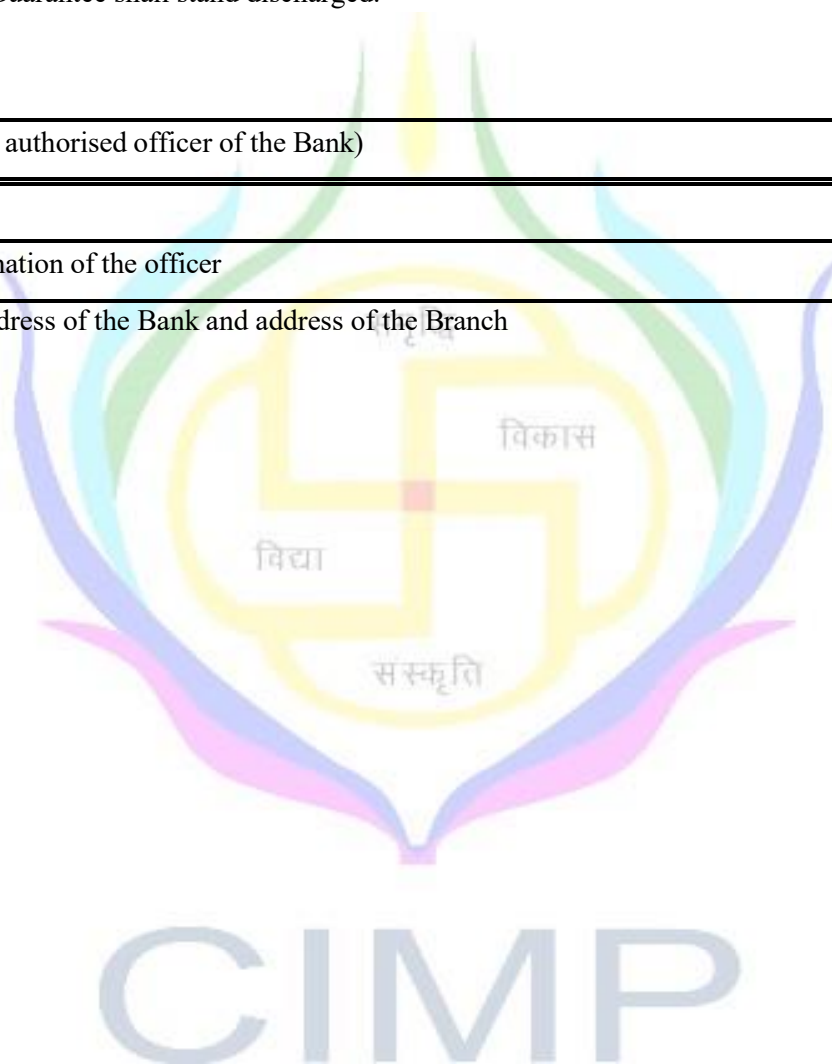 Guarantee shall stand discharged.
authorised officer of the Bank)
nation of the officer
dress of the Bank and address of the Branch
समृद्धि
विकास
विद्या
संस्कृति
CIMP